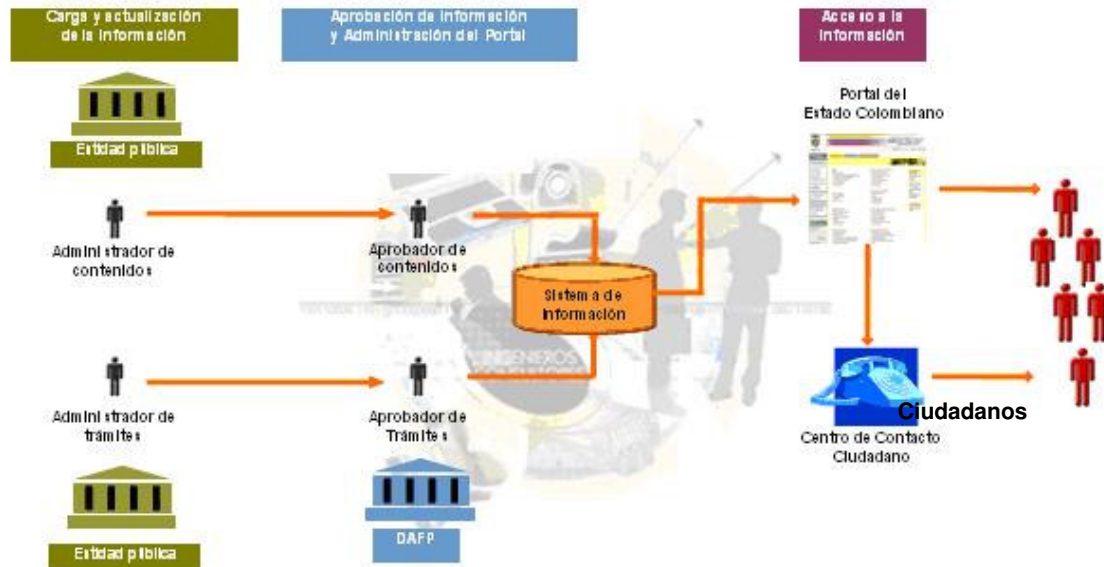 Carga y actualización
de la información
Aprobación de información
y Administración del Portal
Acceso a la
información
Entidad pública
Portal del
Estado Colombiano
Administrador de
contenidos
Aprobador de
contenidos
Sistema de
información
INGENIEROS
CONSULTORES
Administrador de
trámites
Aprobador de
Trámites
Ciudadanos
Centro de Contacto
Ciudadano
DAFP
Entidad pública